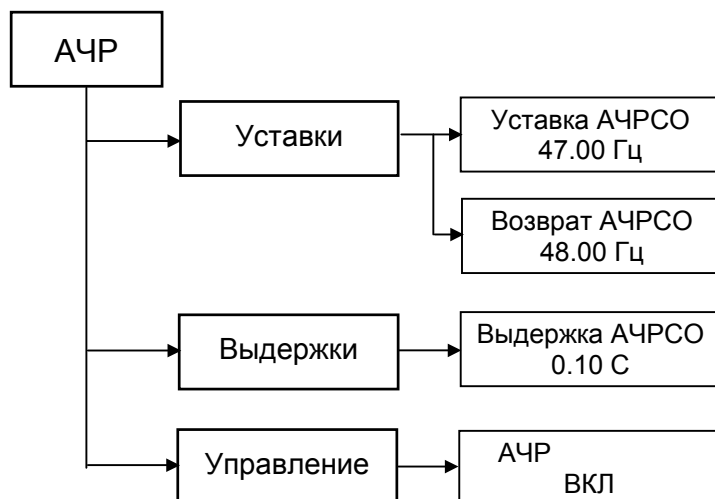 АЧР
Уставки
Уставка АЧРСО
47.00 Гц
Возврат АЧРСО
48.00 Гц
Выдержки
Выдержка АЧРСО
0.10 С
Управление
АЧР
ВКЛ